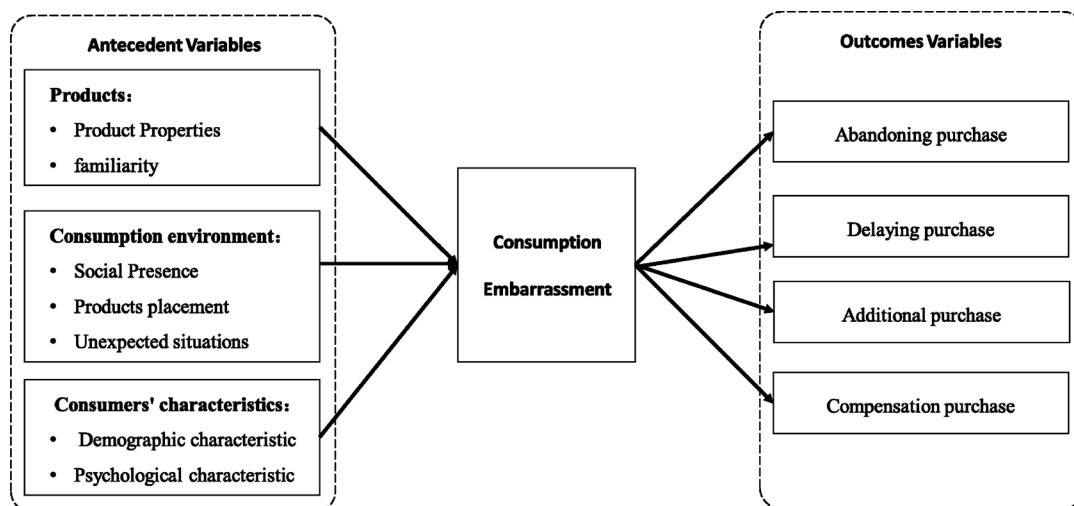 Antecedent Variables
Products：
• Product Properties
• familiarity
Consumption environment：
• Social Presence
• Products placement
• Unexpected situations
Consumers' characteristics：
• Demographic characteristic
• Psychological characteristic
Consumption
Embarrassment
Outcomes Variables
Abandoning purchase
Delaying purchase
Additional purchase
Compensation purchase